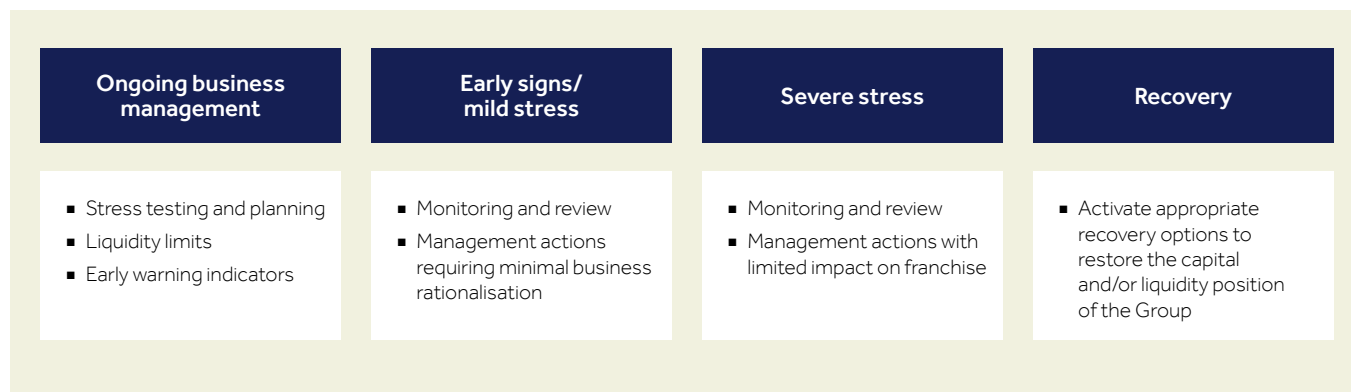 Ongoing business
management
Early signs/
mild stress
Severe stress
Recovery
▪ Stress testing and planning
▪ Liquidity limits
▪ Early warning indicators
▪ Monitoring and review
▪ Management actions
requiring minimal business
rationalisation
▪ Monitoring and review
▪ Management actions with
limited impact on franchise
▪ Activate appropriate
recovery options to
restore the capital
and/or liquidity position
of the Group